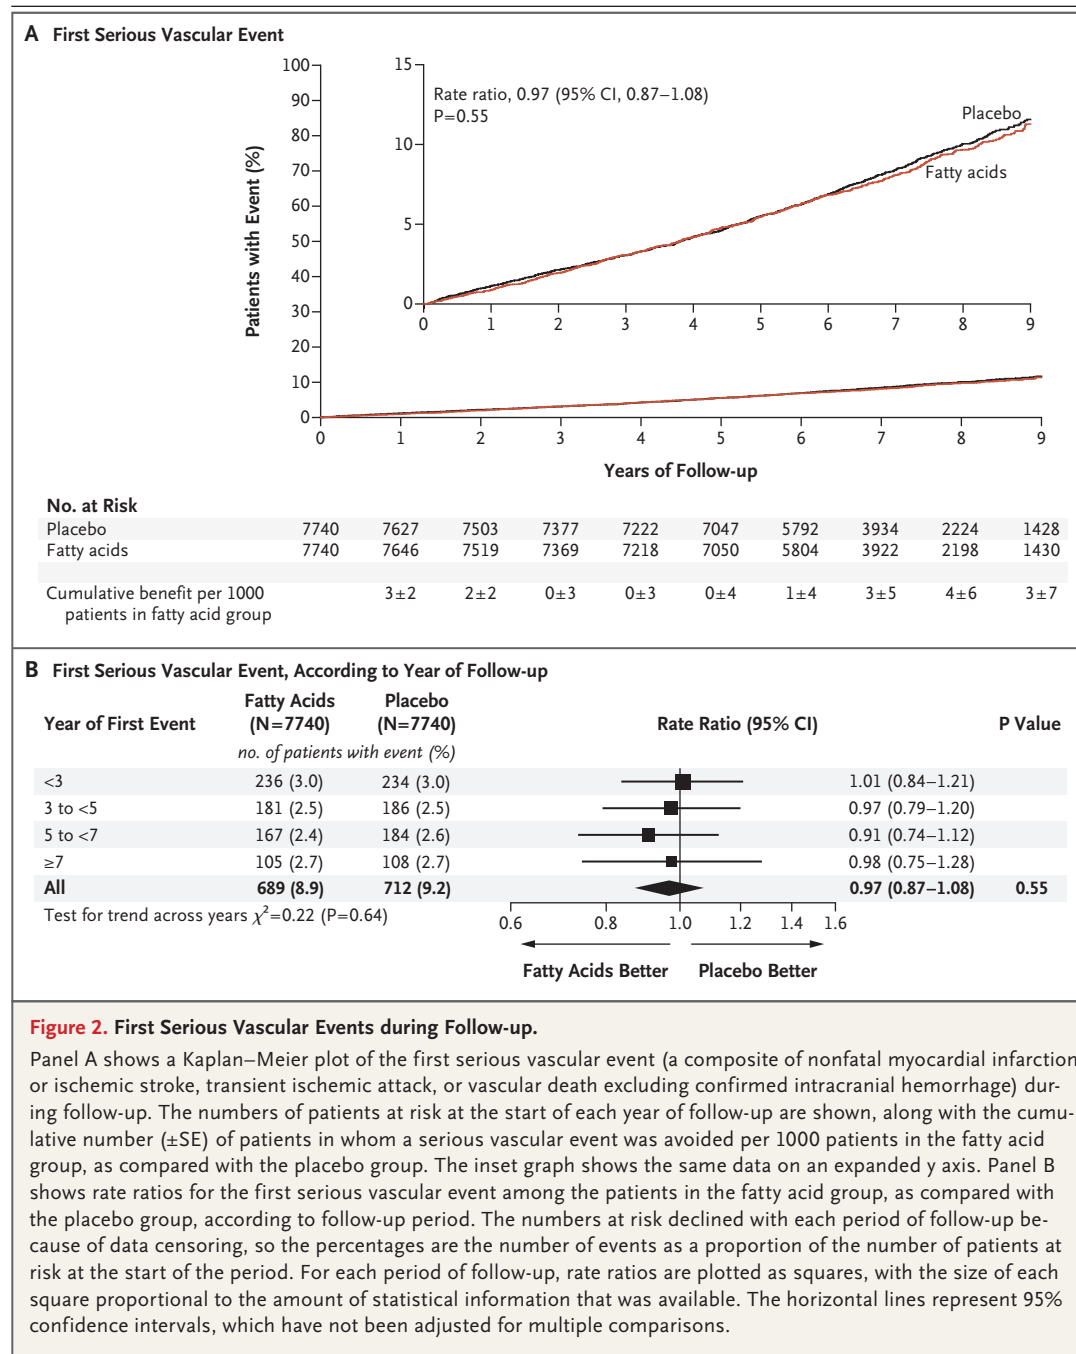 A First Serious Vascular Event
Patients with Event (%)
100
90
80
70
60
50
40
30
20
10
0
0 1 2 3 4 5 6 7 8 9
15
10
5
0
0 1 2 3 4 5 6 7 8 9
Rate ratio, 0.97 (95% CI, 0.87–1.08)
P=0.55
Placebo
Fatty acids
Years of Follow-up
No. at Risk
Placebo 7740 7627 7503 7377 7222 7047 5792 3934 2224 1428
Fatty acids 7740 7646 7519 7369 7218 7050 5804 3922 2198 1430
Cumulative benefit per 1000 3±2 2±2 0±3 0±3 0±4 1±4 3±5 4±6 3±7
patients in fatty acid group
B First Serious Vascular Event, According to Year of Follow-up
Year of First Event Fatty Acids (N=7740) Placebo (N=7740) Rate Ratio (95% CI) P Value
no. of patients with event (%)
<3 236 (3.0) 234 (3.0) 1.01 (0.84–1.21)
3 to <5 181 (2.5) 186 (2.5) 0.97 (0.79–1.20)
5 to <7 167 (2.4) 184 (2.6) 0.91 (0.74–1.12)
≥7 105 (2.7) 108 (2.7) 0.98 (0.75–1.28)
All 689 (8.9) 712 (9.2) 0.97 (0.87–1.08) 0.55
Test for trend across years χ²=0.22 (P=0.64)
0.6 0.8 1.0 1.2 1.4 1.6
Fatty Acids Better Placebo Better
Figure 2. First Serious Vascular Events during Follow-up.
Panel A shows a Kaplan–Meier plot of the first serious vascular event (a composite of nonfatal myocardial infarction
or ischemic stroke, transient ischemic attack, or vascular death excluding confirmed intracranial hemorrhage) dur-
ing follow-up. The numbers of patients at risk at the start of each year of follow-up are shown, along with the cumu-
lative number (±SE) of patients in whom a serious vascular event was avoided per 1000 patients in the fatty acid
group, as compared with the placebo group. The inset graph shows the same data on an expanded y axis. Panel B
shows rate ratios for the first serious vascular event among the patients in the fatty acid group, as compared with
the placebo group, according to follow-up period. The numbers at risk declined with each period of follow-up be-
cause of data censoring, so the percentages are the number of events as a proportion of the number of patients at
risk at the start of the period. For each period of follow-up, rate ratios are plotted as squares, with the size of each
square proportional to the amount of statistical information that was available. The horizontal lines represent 95%
confidence intervals, which have not been adjusted for multiple comparisons.